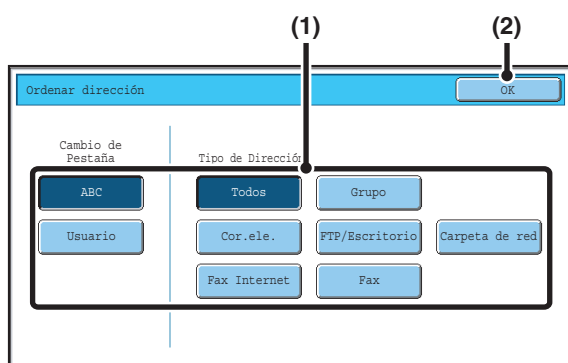 (1)
(2)
Ordenar dirección
OK
Cambio de
Pestaña
Tipo de Dirección
ABC
Todos
Grupo
Usuario
Cor.ele.
FTP/Escritorio
Carpeta de red
Fax Internet
Fax